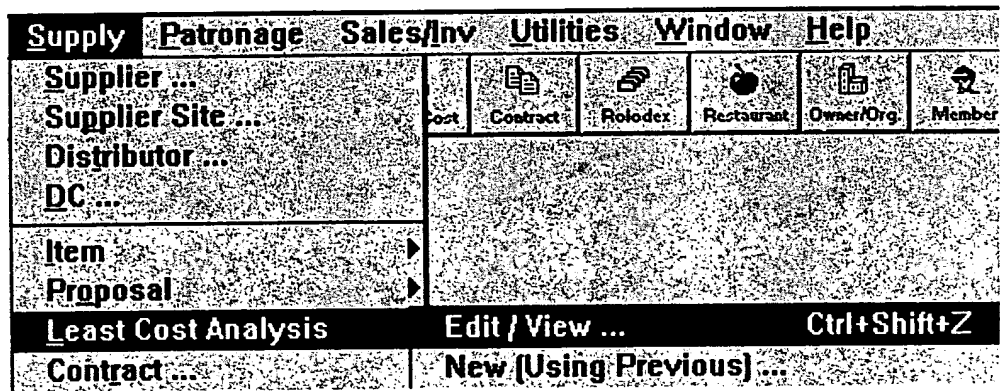 Supply Patronage Sales/Inv Utilities Window Help
Supplier ...
Supplier Site ...
Distributor ...
DC ...
Cost Contract Rolodex Restaurant Owner/Org Member
Item
Proposal
Least Cost Analysis Edit / View ... Ctrl+Shift+Z
Contract ... New (Using Previous) ...